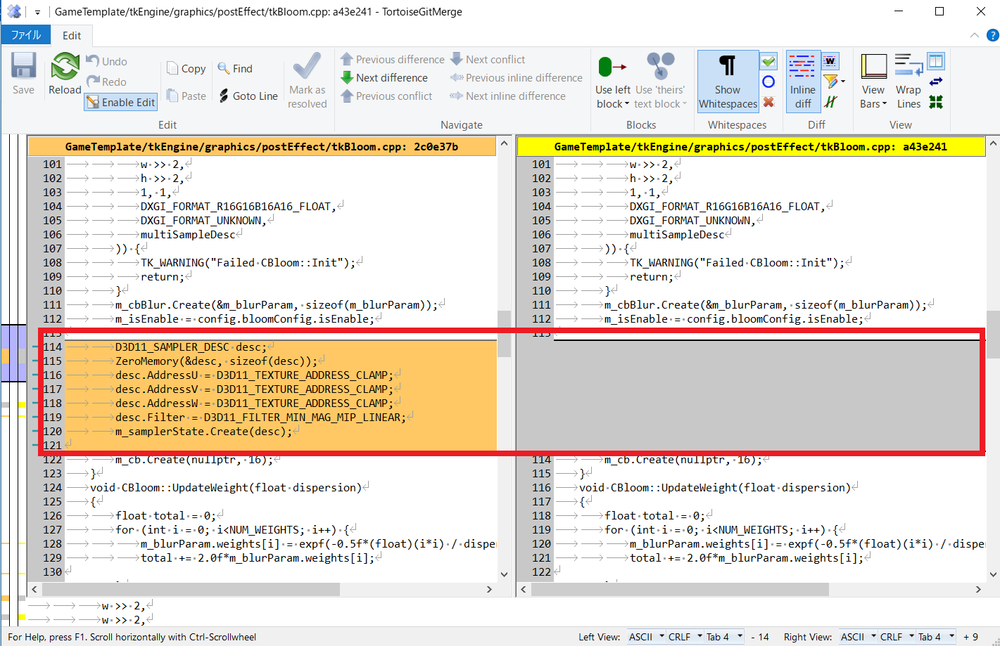 GameTemplate/tkEngine/graphics/postEffect/tkBloom.cpp: a43e241 - TortoiseGitMerge
ファイル
Edit
Save
Reload
Undo
Redo
Enable Edit
Copy
Paste
Find
Goto Line
Mark as resolved
Edit
Previous difference
Next difference
Previous conflict
Next conflict
Previous inline difference
Next inline difference
Navigate
Use left block
Use 'theirs' text block
Blocks
Show Whitespaces
Whitespaces
Inline diff
Diff
View Bars
Wrap Lines
View
GameTemplate/tkEngine/graphics/postEffect/tkBloom.cpp: 2c0e37b
101 w >> 2,
102 h >> 2,
103 1, 1,
104 DXGI_FORMAT_R16G16B16A16_FLOAT,
105 DXGI_FORMAT_UNKNOWN,
106 multiSampleDesc
107 )) {
108 TK_WARNING("Failed CBloom::Init");
109 return;
110 }
111 m_cbBlur.Create(&m_blurParam, sizeof(m_blurParam));
112 m_isEnable = config.bloomConfig.isEnable;
113
114 D3D11_SAMPLER_DESC desc;
115 ZeroMemory(&desc, sizeof(desc));
116 desc.AddressU = D3D11_TEXTURE_ADDRESS_CLAMP;
117 desc.AddressV = D3D11_TEXTURE_ADDRESS_CLAMP;
118 desc.AddressW = D3D11_TEXTURE_ADDRESS_CLAMP;
119 desc.Filter = D3D11_FILTER_MIN_MAG_MIP_LINEAR;
120 m_samplerState.Create(desc);
121
122 m_cb.Create(nullptr, 16);
123 }
124 void CBloom::UpdateWeight(float dispersion)
125 {
126 float total = 0;
127 for (int i = 0; i<NUM_WEIGHTS; i++) {
128 m_blurParam.weights[i] = expf(-0.5f*(float)(i*i) / disper
129 total += 2.0f*m_blurParam.weights[i];
130
GameTemplate/tkEngine/graphics/postEffect/tkBloom.cpp: a43e241
101 w >> 2,
102 h >> 2,
103 1, 1,
104 DXGI_FORMAT_R16G16B16A16_FLOAT,
105 DXGI_FORMAT_UNKNOWN,
106 multiSampleDesc
107 )) {
108 TK_WARNING("Failed CBloom::Init");
109 return;
110 }
111 m_cbBlur.Create(&m_blurParam, sizeof(m_blurParam));
112 m_isEnable = config.bloomConfig.isEnable;
113
114 m_cb.Create(nullptr, 16);
115 }
116 void CBloom::UpdateWeight(float dispersion)
117 {
118 float total = 0;
119 for (int i = 0; i<NUM_WEIGHTS; i++) {
120 m_blurParam.weights[i] = expf(-0.5f*(float)(i*i) / dispe
121 total += 2.0f*m_blurParam.weights[i];
122
w >> 2,
w >> 2,
For Help, press F1. Scroll horizontally with Ctrl-Scrollwheel
Left View: ASCII CRLF Tab 4 - 14 Right View: ASCII CRLF Tab 4 + 9